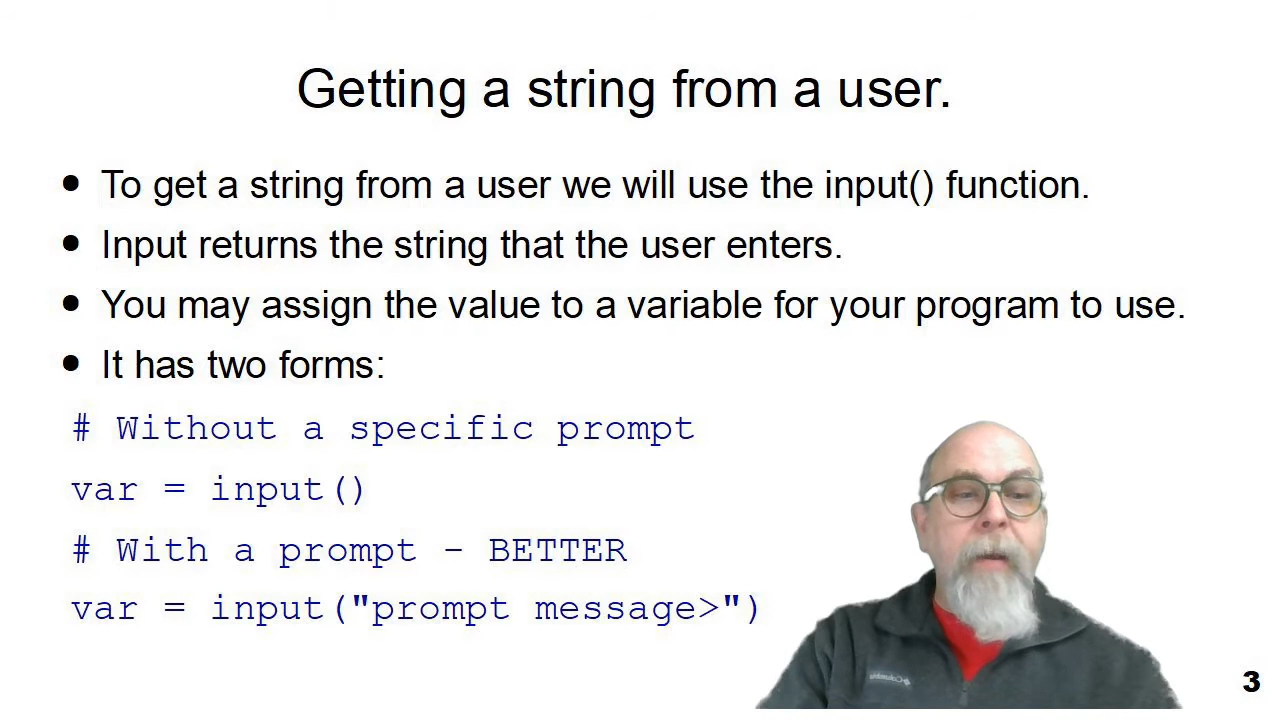 Getting a string from a user.
• To get a string from a user we will use the input() function.
• Input returns the string that the user enters.
• You may assign the value to a variable for your program to use.
• It has two forms:
# Without a specific prompt
var = input()
# With a prompt – BETTER
var = input("prompt message>")
Columbia
3